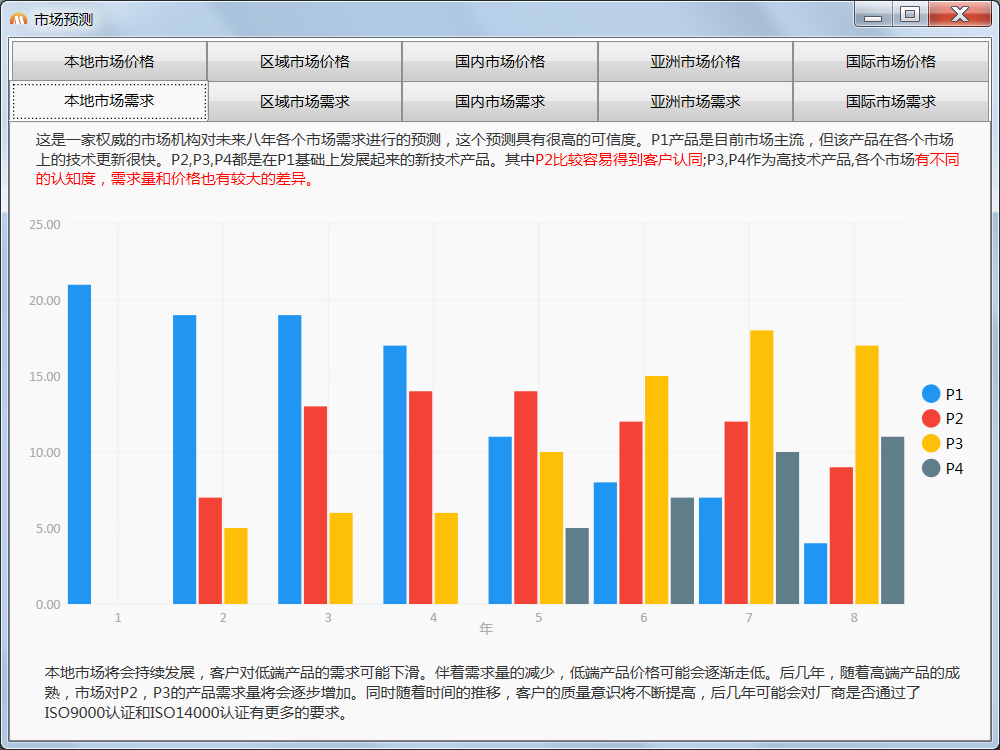 市场预测
本地市场价格 区域市场价格 国内市场价格 亚洲市场价格 国际市场价格
本地市场需求 区域市场需求 国内市场需求 亚洲市场需求 国际市场需求
这是一家权威的市场机构对未来八年各个市场需求进行的预测，这个预测具有很高的可信度。P1产品是目前市场主流，但该产品在各个市场
上的技术更新很快。P2,P3,P4都是在P1基础上发展起来的新技术产品。其中P2比较容易得到客户认同;P3,P4作为高技术产品,各个市场有不同
的认知度，需求量和价格也有较大的差异。
25.00
20.00
15.00
10.00
5.00
0.00
1 2 3 4 5 6 7 8
年
P1
P2
P3
P4
本地市场将会持续发展，客户对低端产品的需求可能下滑。伴着需求量的减少，低端产品价格可能会逐渐走低。后几年，随着高端产品的成
熟，市场对P2，P3的产品需求量将会逐步增加。同时随着时间的推移，客户的质量意识将不断提高，后几年可能会对厂商是否通过了
ISO9000认证和ISO14000认证有更多的要求。